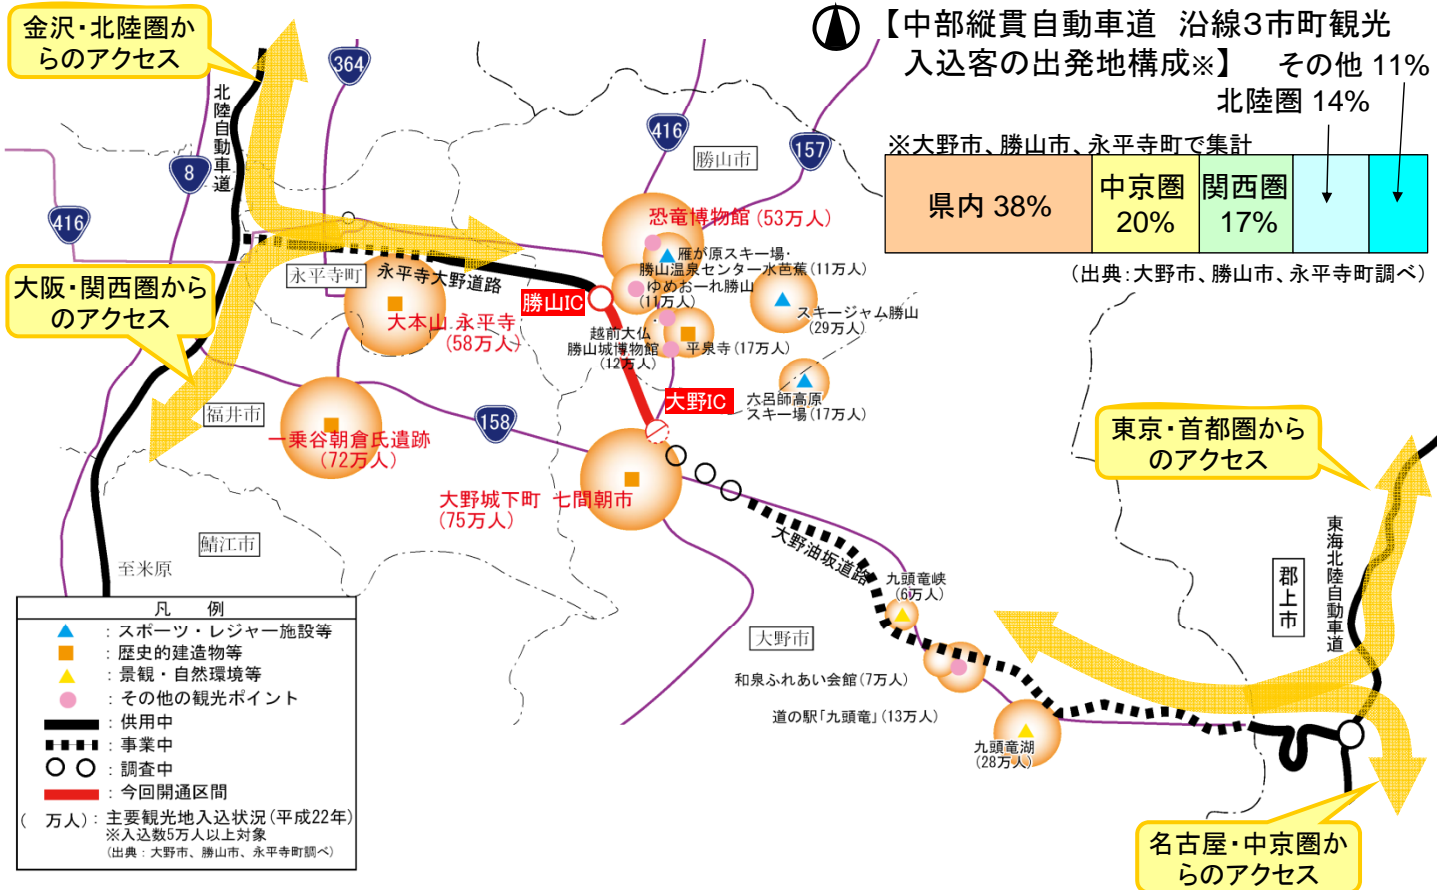 金沢・北陸圏か
らのアクセス
【中部縦貫自動車道 沿線3市町観光
入込客の出発地構成※】
その他 11%
北陸圏 14%
※大野市、勝山市、永平寺町で集計
県内 38%
中京圏
20%
関西圏
17%
(出典:大野市、勝山市、永平寺町調べ)
364
北陸自動車道
8
416
416
157
勝山市
恐竜博物館(53万人)
雁が原スキー場・
勝山温泉センター水芭蕉(11万人)
ゆめおーれ勝山
(11万人)
永平寺町
永平寺大野道路
勝山IC
大本山 永平寺
(58万人)
スキージャム勝山
(29万人)
越前大仏
勝山城博物館
(12万人)
平泉寺(17万人)
大野IC
六呂師高原
スキー場(17万人)
大阪・関西圏から
のアクセス
福井市
158
一乗谷朝倉氏遺跡
(72万人)
大野城下町 七間朝市
(75万人)
東京・首都圏から
のアクセス
鯖江市
至米原
大野油坂道路
九頭竜峡
(6万人)
東海北陸自動車道
郡上市
大野市
和泉ふれあい会館(7万人)
道の駅「九頭竜」(13万人)
九頭竜湖
(28万人)
名古屋・中京圏か
らのアクセス
凡 例
:スポーツ・レジャー施設等
:歴史的建造物等
:景観・自然環境等
:その他の観光ポイント
:供用中
:事業中
:調査中
:今回開通区間
( 万人):主要観光地入込状況(平成22年)
※入込数5万人以上対象
(出典:大野市、勝山市、永平寺町調べ)